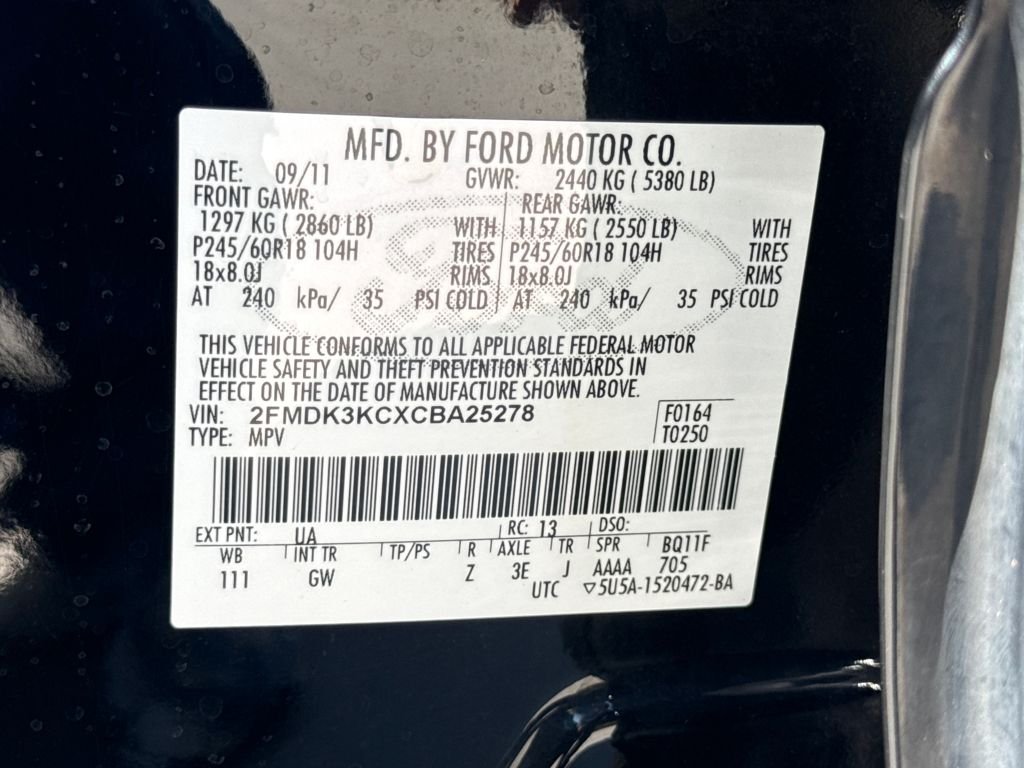 MFD. BY FORD MOTOR CO.
DATE: 09/11 GVWR: 2440 KG ( 5380 LB)
FRONT GAWR: REAR GAWR:
1297 KG ( 2860 LB) WITH 1157 KG ( 2550 LB) WITH
P245/60R18 104H TIRES P245/60R18 104H TIRES
18x8.0J RIMS 18x8.0J RIMS
AT 240 kPa/ 35 PSI COLD AT 240 kPa/ 35 PSI COLD
Ford
THIS VEHICLE CONFORMS TO ALL APPLICABLE FEDERAL MOTOR
VEHICLE SAFETY AND THEFT PREVENTION STANDARDS IN
EFFECT ON THE DATE OF MANUFACTURE SHOWN ABOVE.
VIN: 2FMDK3KCXCBA25278 F0164
TYPE: MPV T0250
EXT PNT: UA RC: 13 DSO:
WB INT TR TP/PS R AXLE TR SPR BQ11F
111 GW Z 3E J AAAA 705
UTC ▽5U5A-1520472-BA